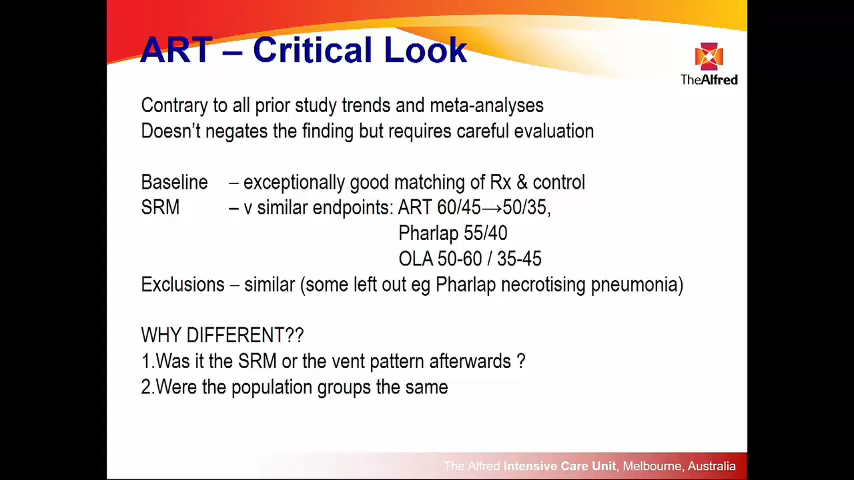 ART – Critical Look
TheAlfred
Contrary to all prior study trends and meta-analyses
Doesn't negates the finding but requires careful evaluation
Baseline – exceptionally good matching of Rx & control
SRM – v similar endpoints: ART 60/45→50/35,
Pharlap 55/40
OLA 50-60 / 35-45
Exclusions – similar (some left out eg Pharlap necrotising pneumonia)
WHY DIFFERENT??
1.Was it the SRM or the vent pattern afterwards ?
2.Were the population groups the same
The Alfred Intensive Care Unit, Melbourne, Australia